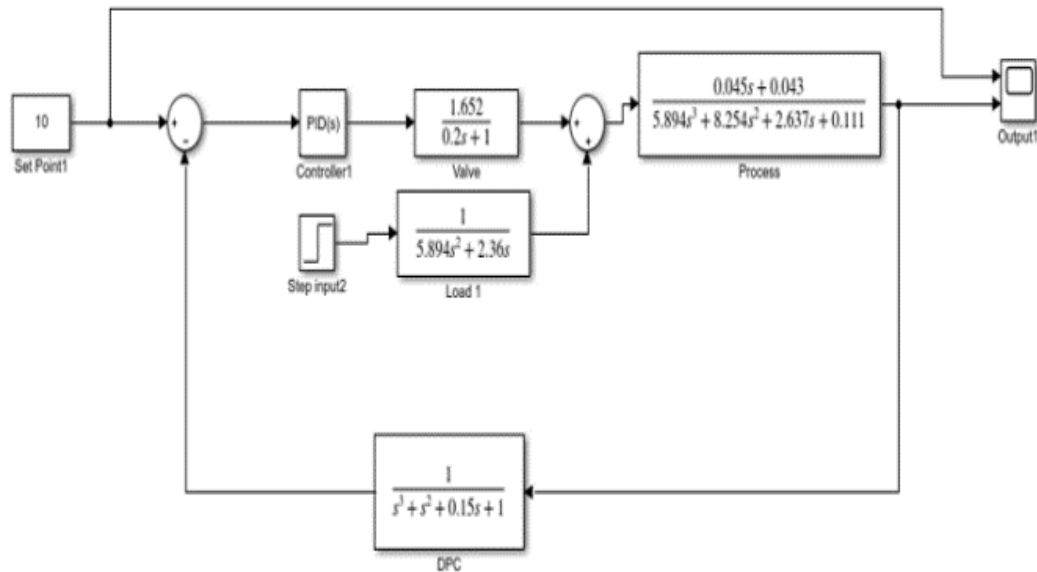 10
Set Point1
+
−
PID(s)
Controller1
1.652
0.2s + 1
Valve
+
+
0.045s + 0.043
5.894s³ + 8.254s² + 2.637s + 0.111
Process
Output1
Step input2
1
5.894s² + 2.36s
Load 1
1
s³ + s² + 0.15s + 1
DPC